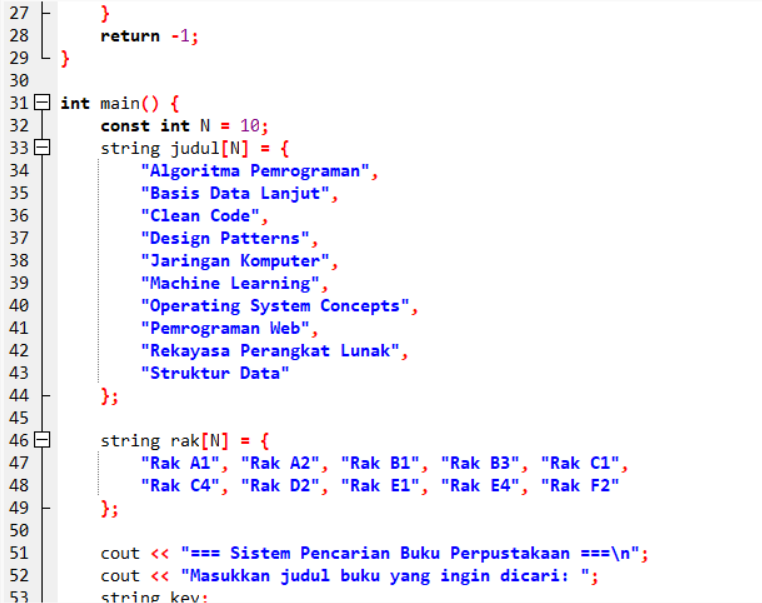 27 }
28 return -1;
29 }
30
31 int main() {
32 const int N = 10;
33 string judul[N] = {
34 "Algoritma Pemrograman",
35 "Basis Data Lanjut",
36 "Clean Code",
37 "Design Patterns",
38 "Jaringan Komputer",
39 "Machine Learning",
40 "Operating System Concepts",
41 "Pemrograman Web",
42 "Rekayasa Perangkat Lunak",
43 "Struktur Data"
44 };
45
46 string rak[N] = {
47 "Rak A1", "Rak A2", "Rak B1", "Rak B3", "Rak C1",
48 "Rak C4", "Rak D2", "Rak E1", "Rak E4", "Rak F2"
49 };
50
51 cout << "=== Sistem Pencarian Buku Perpustakaan ===\n";
52 cout << "Masukkan judul buku yang ingin dicari: ";
53 string key;